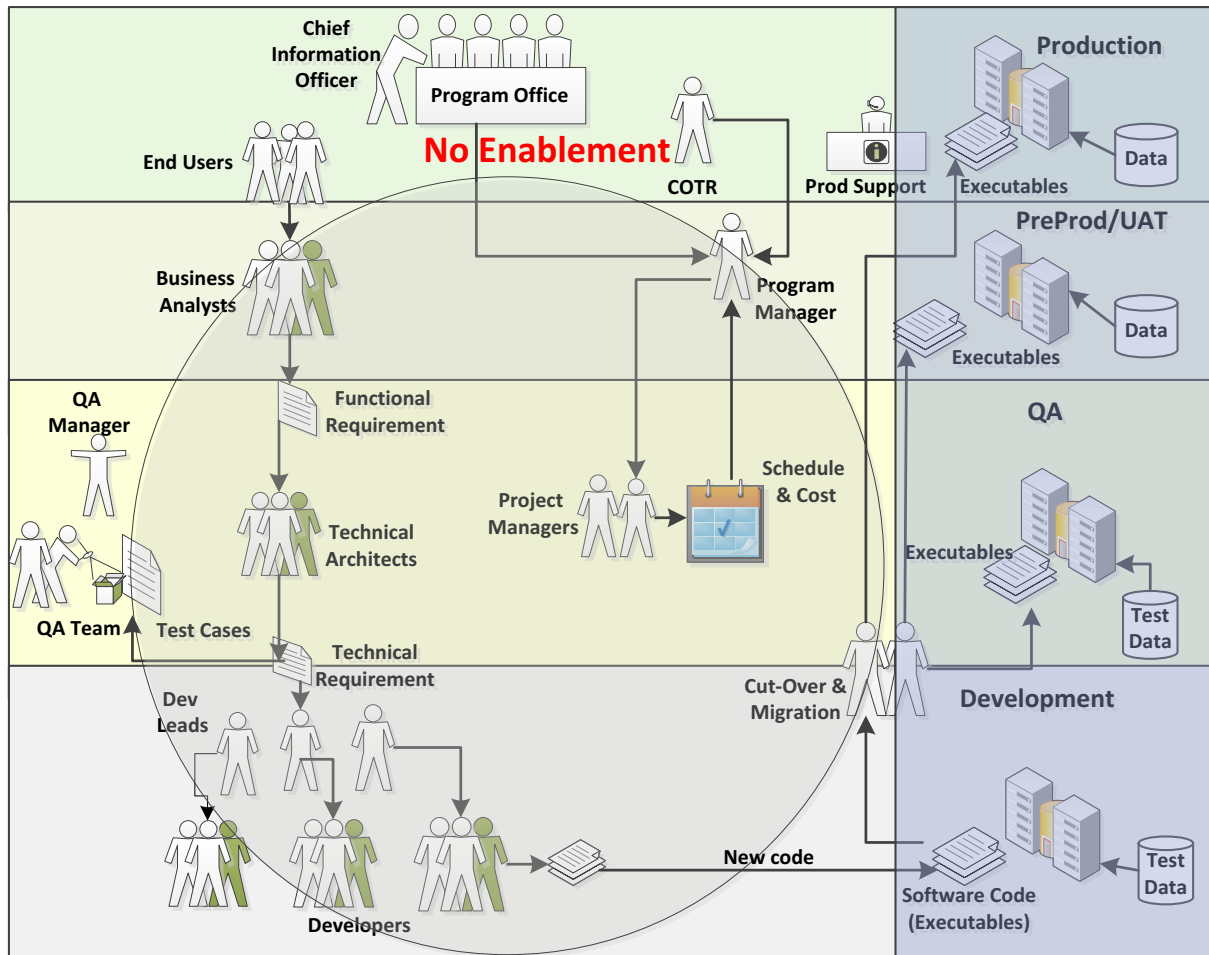 Chief
Information
Officer
Program Office
No Enablement
End Users
COTR
Prod Support
Production
Executables
Data
PreProd/UAT
Executables
Data
Business
Analysts
Program
Manager
Functional
Requirement
QA
Manager
QA Team
Test Cases
Technical
Architects
Project
Managers
Schedule
& Cost
QA
Executables
Test
Data
Technical
Requirement
Dev
Leads
Cut-Over &
Migration
Development
Developers
New code
Software Code
(Executables)
Test
Data